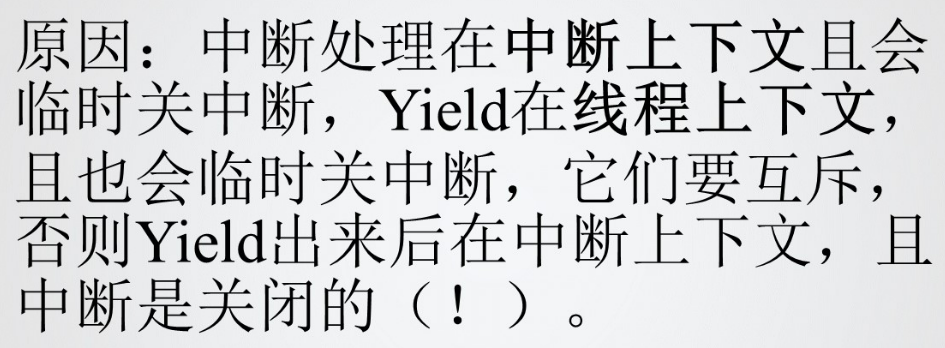 原因：中断处理在中断上下文且会
临时关中断，Yield在线程上下文，
且也会临时关中断，它们要互斥，
否则Yield出来后在中断上下文，且
中断是关闭的（！）。